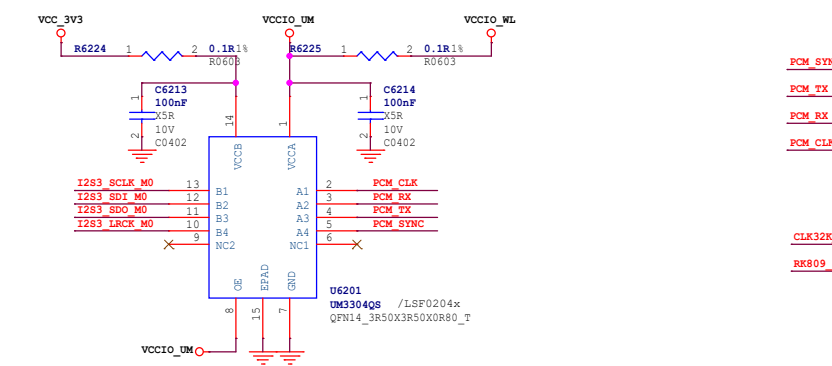 VCC_3V3
VCCIO_UM
VCCIO_WL
R6224 1 2 0.1R 1%
R0603
R6225 1 2 0.1R 1%
R0603
PCM_SYN
PCM_TX
PCM_RX
PCM_CLK
1 C6213
100nF
X5R
10V
2 C0402
1 C6214
100nF
X5R
10V
2 C0402
14
1
VCCB
VCCA
I2S3_SCLK_M0 13 B1 A1 2 PCM_CLK
I2S3_SDI_M0 12 B2 A2 3 PCM_RX
I2S3_SDO_M0 11 B3 A3 4 PCM_TX
I2S3_LRCK_M0 10 B4 A4 5 PCM_SYNC
9 NC2 NC1 6
CLK32K
RK809_
OE
EPAD
GND
8
15
7
U6201
UM3304QS /LSF0204x
QFN14_3R50X3R50X0R80_T
VCCIO_UM